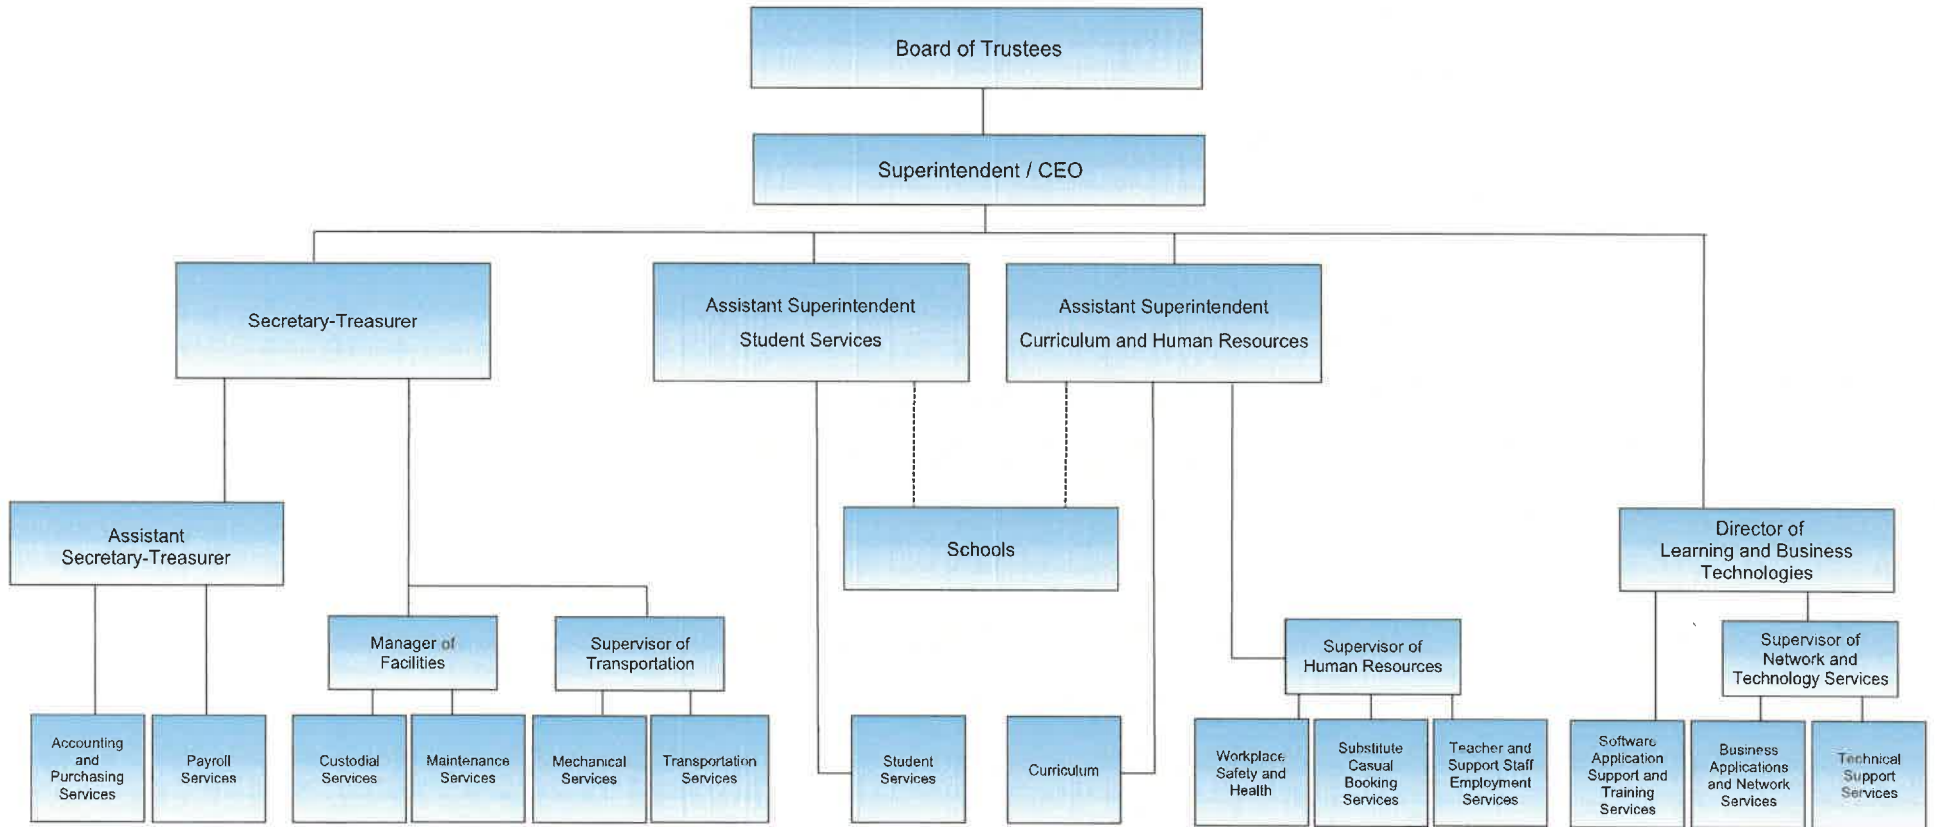 Board of Trustees
Superintendent / CEO
Secretary-Treasurer
Assistant Superintendent
Student Services
Assistant Superintendent
Curriculum and Human Resources
Assistant
Secretary-Treasurer
Schools
Director of
Learning and Business
Technologies
Manager of
Facilities
Supervisor of
Transportation
Supervisor of
Human Resources
Supervisor of
Network and
Technology Services
Accounting
and
Purchasing
Services
Payroll
Services
Custodial
Services
Maintenance
Services
Mechanical
Services
Transportation
Services
Student
Services
Curriculum
Workplace
Safety and
Health
Substitute
Casual
Booking
Services
Teacher and
Support Staff
Employment
Services
Software
Application
Support and
Training
Services
Business
Applications
and Network
Services
Technical
Support
Services